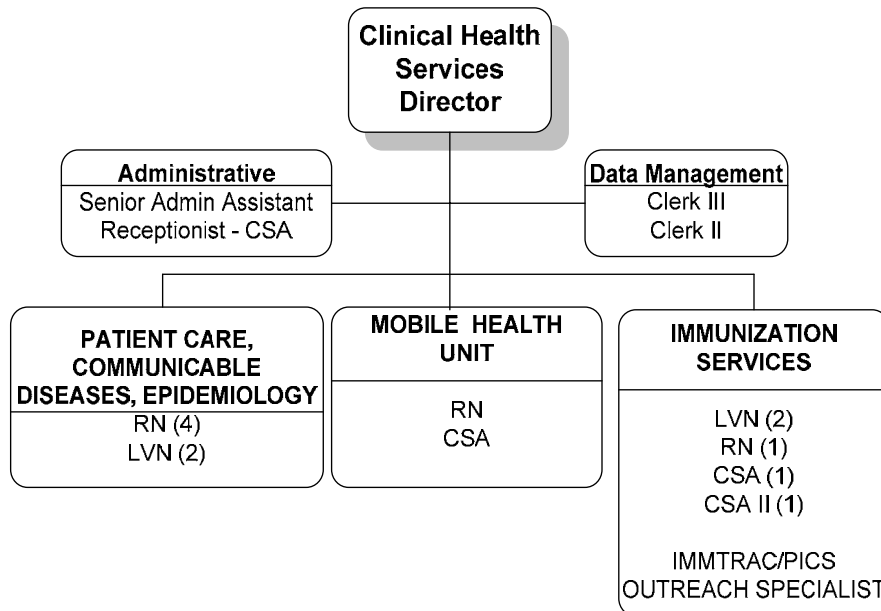 Clinical Health
Services
Director
Administrative
Senior Admin Assistant
Receptionist - CSA
Data Management
Clerk III
Clerk II
PATIENT CARE,
COMMUNICABLE
DISEASES, EPIDEMIOLOGY
RN (4)
LVN (2)
MOBILE HEALTH
UNIT
RN
CSA
IMMUNIZATION
SERVICES
LVN (2)
RN (1)
CSA (1)
CSA II (1)
IMMTRAC/PICS
OUTREACH SPECIALIST